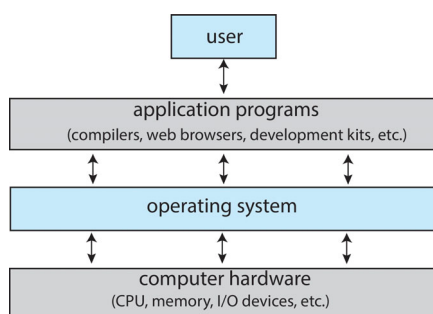 user
application programs
(compilers, web browsers, development kits, etc.)
operating system
computer hardware
(CPU, memory, I/O devices, etc.)